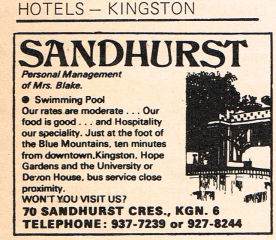 HOTELS — KINGSTON
SANDHURST
Personal Management
of Mrs. Blake.
● Swimming Pool
Our rates are moderate . . . Our
food is good . . . and Hospitality
our speciality. Just at the foot of
the Blue Mountains, ten minutes
from downtown,Kingston, Hope
Gardens and the University or
Devon House, bus service close
proximity.
WON'T YOU VISIT US?
70 SANDHURST CRES., KGN. 6
TELEPHONE: 937-7239 or 927-8244